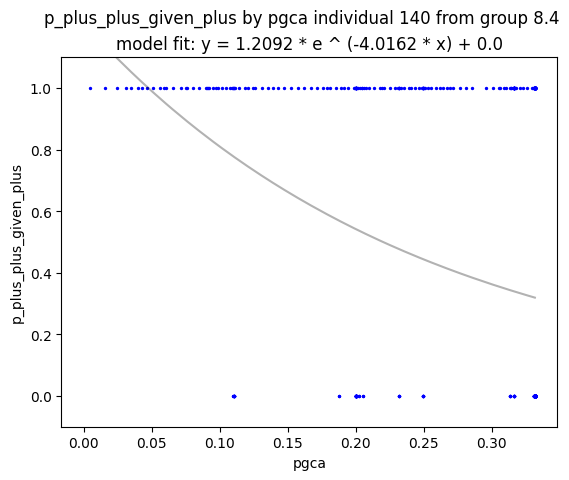 p_plus_plus_given_plus by pgca individual 140 from group 8.4
model fit: y = 1.2092 * e ^ (-4.0162 * x) + 0.0
p_plus_plus_given_plus
1.0
0.8
0.6
0.4
0.2
0.0
0.00 0.05 0.10 0.15 0.20 0.25 0.30
pgca